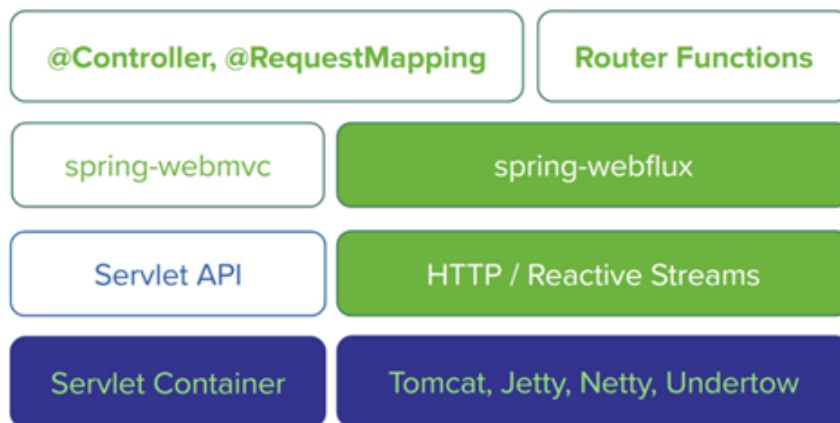 @Controller, @RequestMapping
Router Functions
spring-webmvc
spring-webflux
Servlet API
HTTP / Reactive Streams
Servlet Container
Tomcat, Jetty, Netty, Undertow